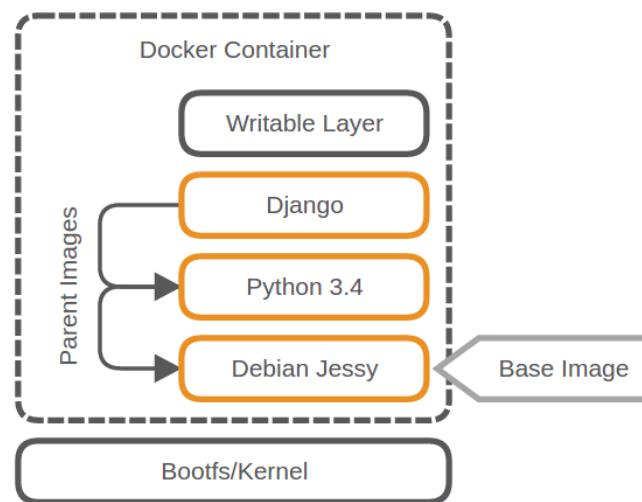 Docker Container
Writable Layer
Django
Parent Images
Python 3.4
Debian Jessy
Base Image
Bootfs/Kernel